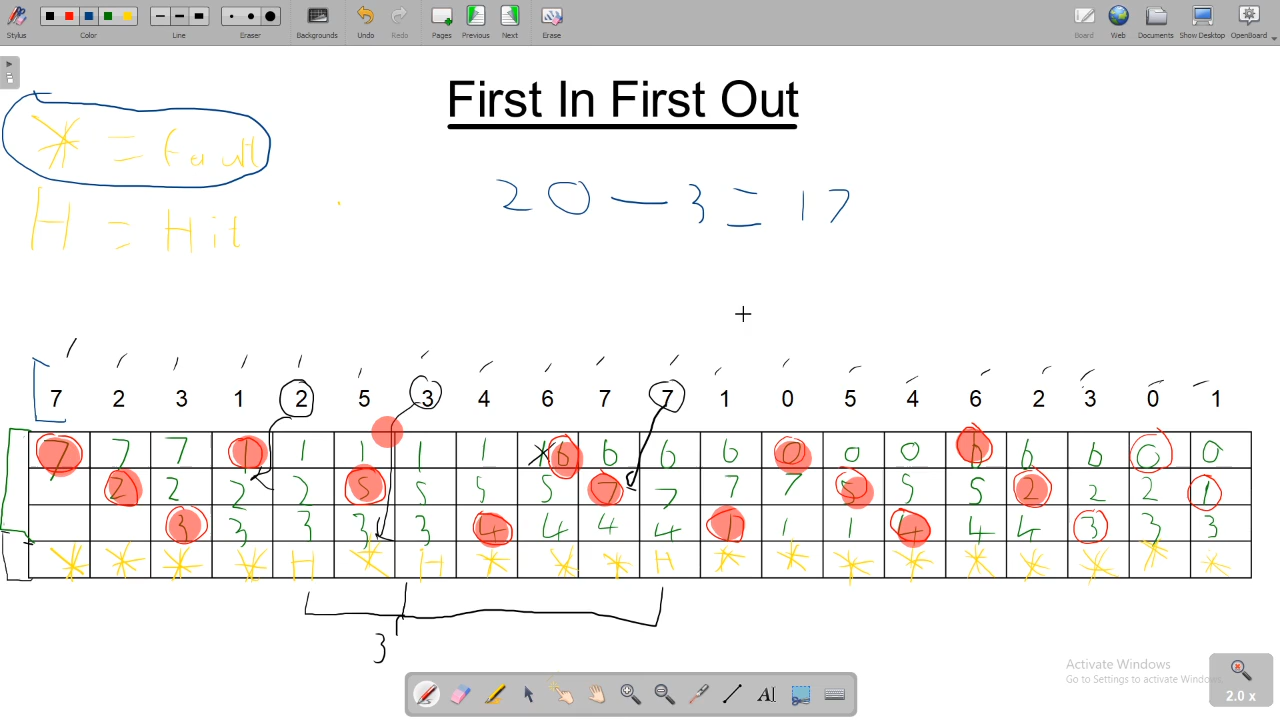 Stylus Color Line Eraser Backgrounds Undo Redo Pages Previous Next Erase Board Web Documents Show Desktop OpenBoard
First In First Out
* = Fault
H = Hit
20 - 3 = 17
7 2 3 1 2 5 3 4 6 7 7 1 0 5 4 6 2 3 0 1
7 7 7 1 1 1 1 1 6 6 6 6 0 0 0 6 6 6 0 0
2 2 2 2 5 5 5 5 7 7 7 7 5 5 5 2 2 2 1
3 3 3 3 3 4 4 4 4 1 1 1 4 4 4 3 3 3
* * * * H * H * * * H * * * * * * * * *
3
Activate Windows
Go to Settings to activate Windows.
2.0 x
AI